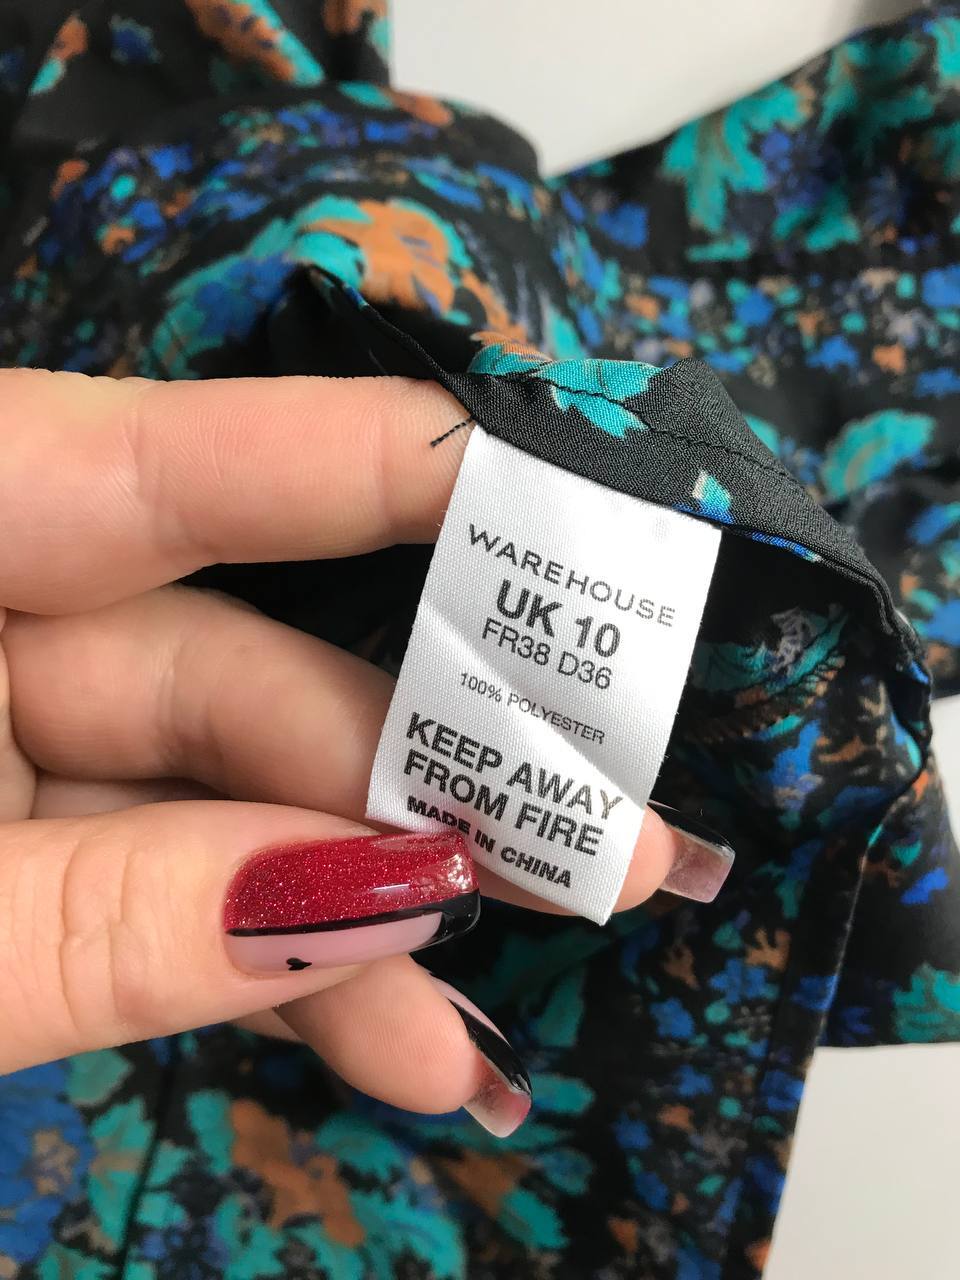 WAREHOUSE
UK 10
FR38 D36
100% POLYESTER
KEEP AWAY
FROM FIRE
MADE IN CHINA